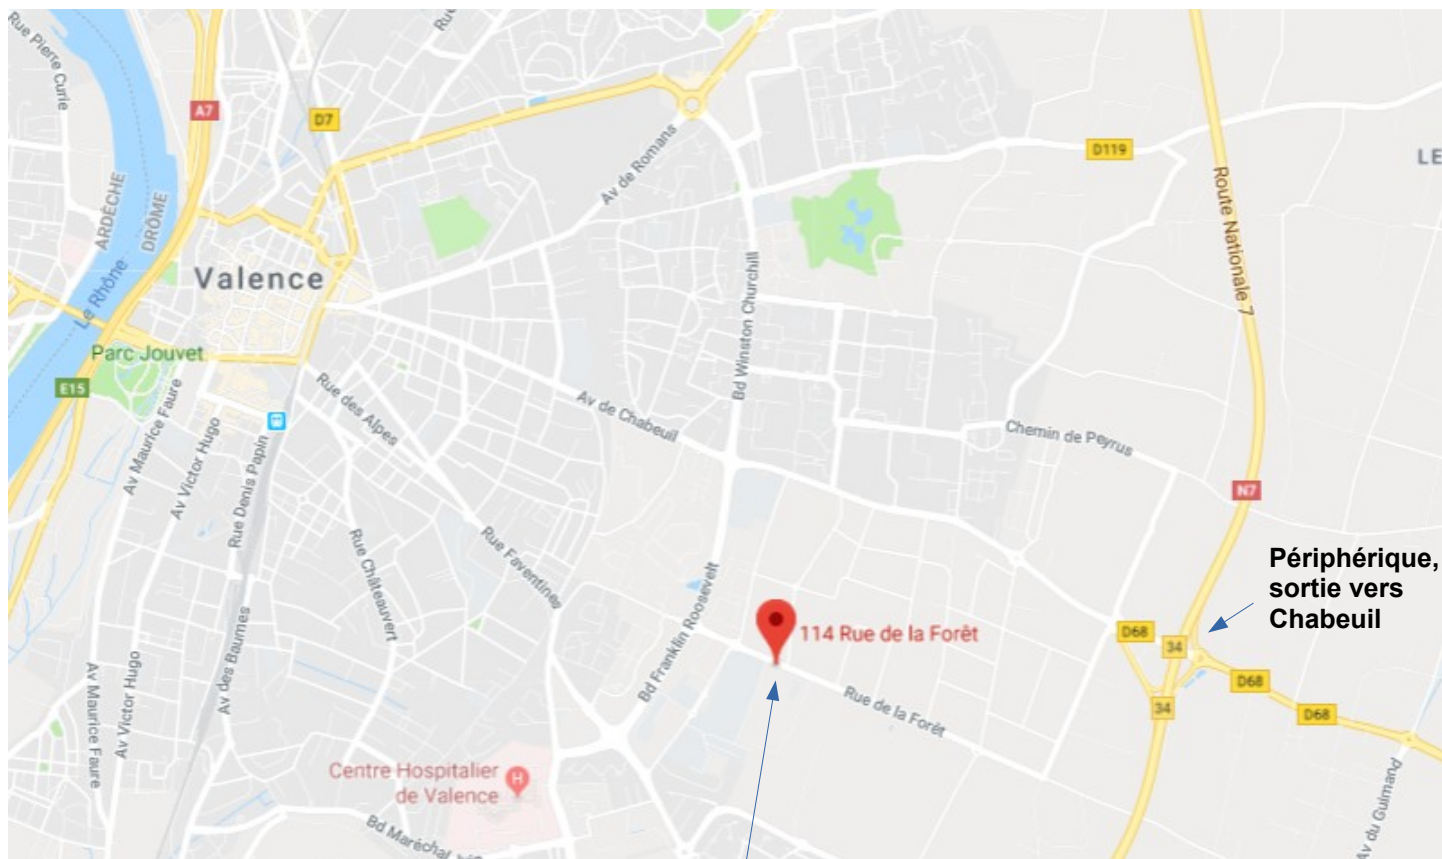 Rue Pierre Curie
A7
D7
Av de Romans
D119
LE
ARDÈCHE
DRÔME
Route Nationale 7
Valence
Le Rhône
Bd Winston Churchill
Parc Jouvet
E15
Av Maurice Faure
Rue des Alpes
Av de Chabeuil
Av Victor Hugo
Chemin de Peyrus
Rue Denis Papin
N7
Rue Châteauvert
Rue Faventines
Périphérique,
sortie vers
Chabeuil
Bd Franklin Roosevelt
114 Rue de la Forêt
D68
34
D68
34
D68
Av des Baumes
Av Victor Hugo
Av Maurice Faure
Rue de la Forêt
Centre Hospitalier
de Valence
H
Bd Maréchal
Av du Guimand